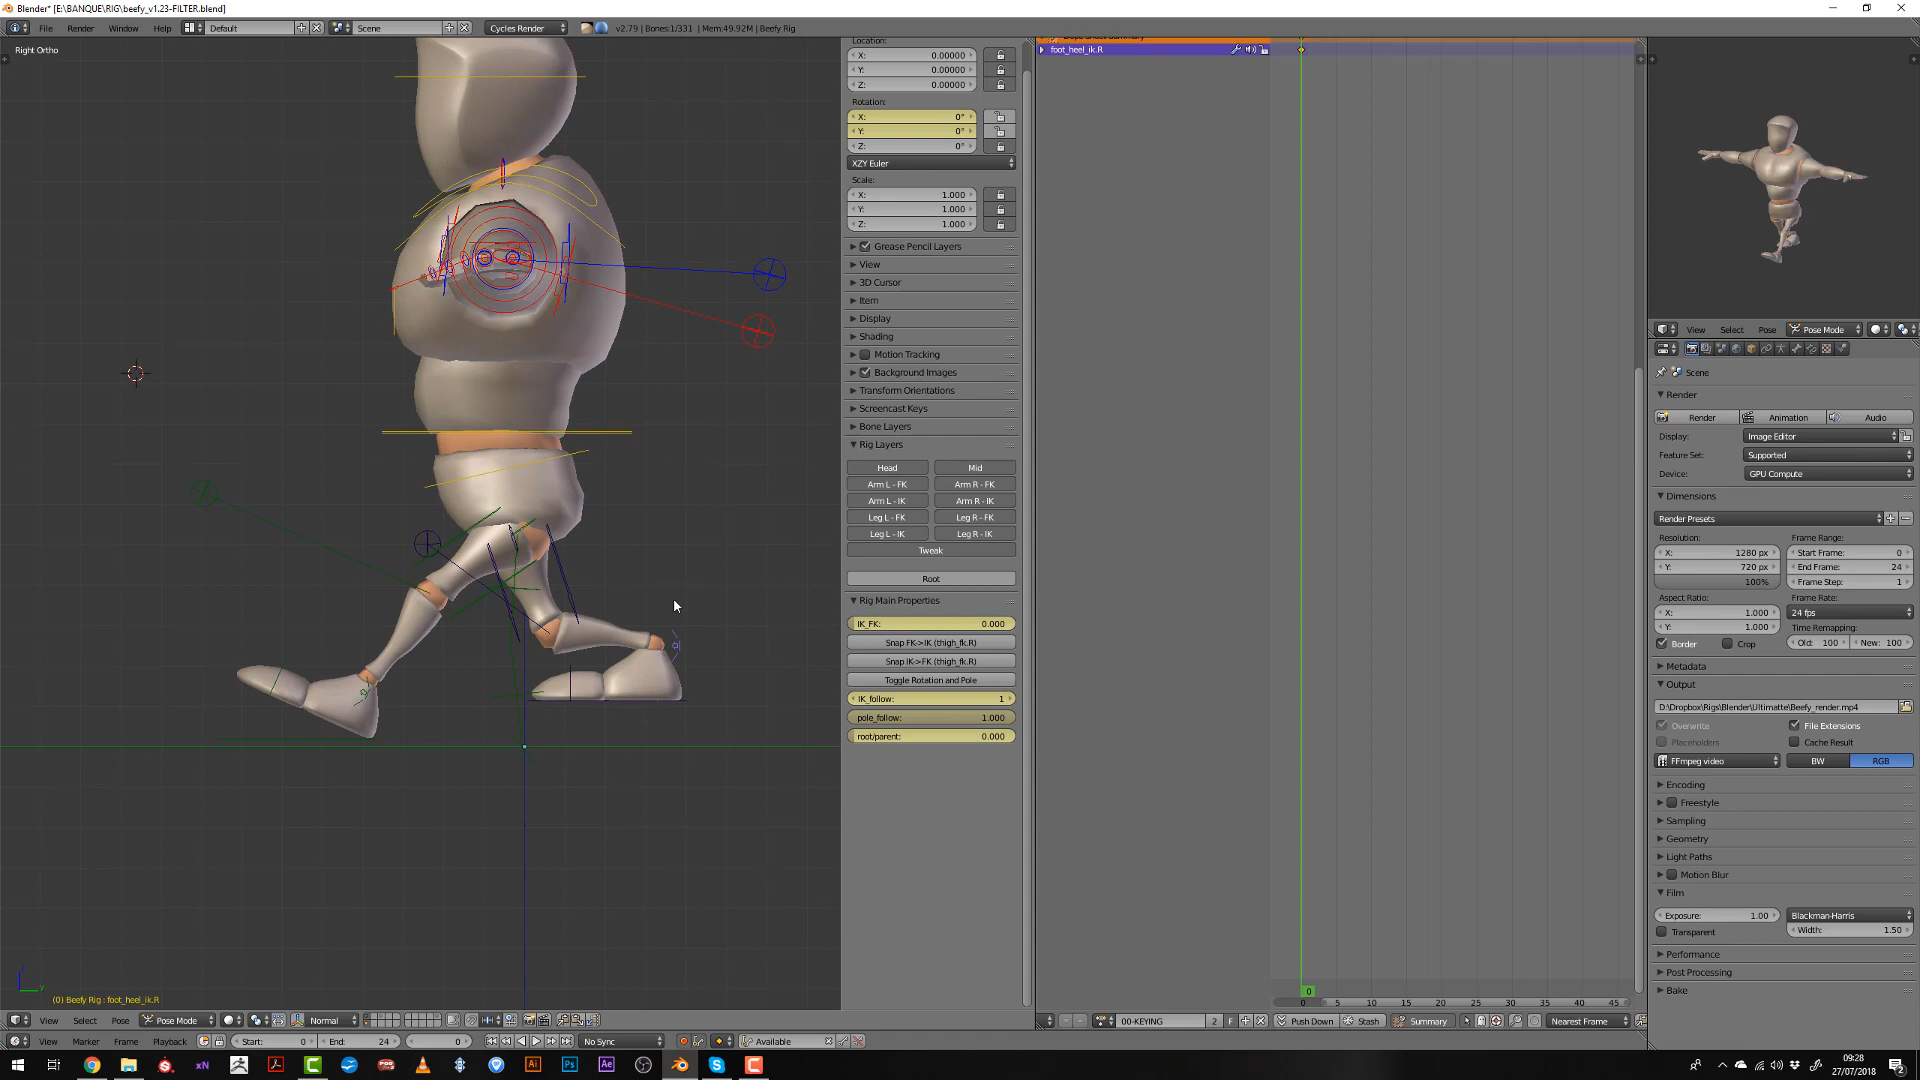 Blender* [E:\BANQUE\RIG\beefy_v1.23-FILTER.blend]
File Render Window Help Default Scene Cycles Render v2.79 | Bones:1/331 | Mem:49.92M | Beefy Rig
Right Ortho
Location:
X: 0.00000
Y: 0.00000
Z: 0.00000
Rotation:
X: 0°
Y: 0°
Z: 0°
XZY Euler
Scale:
X: 1.000
Y: 1.000
Z: 1.000
Grease Pencil Layers
View
3D Cursor
Item
Display
Shading
Motion Tracking
Background Images
Transform Orientations
Screencast Keys
Bone Layers
Rig Layers
Head Mid
Arm L - FK Arm R - FK
Arm L - IK Arm R - IK
Leg L - FK Leg R - FK
Leg L - IK Leg R - IK
Tweak
Root
Rig Main Properties
IK_FK: 0.000
Snap FK->IK (thigh_fk.R)
Snap IK->FK (thigh_fk.R)
Toggle Rotation and Pole
IK_follow: 1
pole_follow: 1.000
root/parent: 0.000
foot_heel_ik.R
0
0 5 10 15 20 25 30 35 40 45
00-KEYING 2 F Push Down Stash Summary Nearest Frame
View Select Pose Pose Mode
Scene
Render
Render Animation Audio
Display: Image Editor
Feature Set: Supported
Device: GPU Compute
Dimensions
Render Presets
Resolution: Frame Range:
X: 1280 px Start Frame: 0
Y: 720 px End Frame: 24
100% Frame Step: 1
Aspect Ratio: Frame Rate:
X: 1.000 24 fps
Y: 1.000 Time Remapping:
Border Crop Old: 100 New: 100
Metadata
Output
D:\Dropbox\Rigs\Blender\Ultimatte\Beefy_render.mp4
Overwrite File Extensions
Placeholders Cache Result
FFmpeg video BW RGB
Encoding
Freestyle
Sampling
Geometry
Light Paths
Motion Blur
Film
Exposure: 1.00 Blackman-Harris
Transparent Width: 1.50
Performance
Post Processing
Bake
(0) Beefy Rig : foot_heel_ik.R
View Select Pose Pose Mode Normal
View Marker Frame Playback Start: 0 End: 24 0 No Sync Available
09:28
27/07/2018